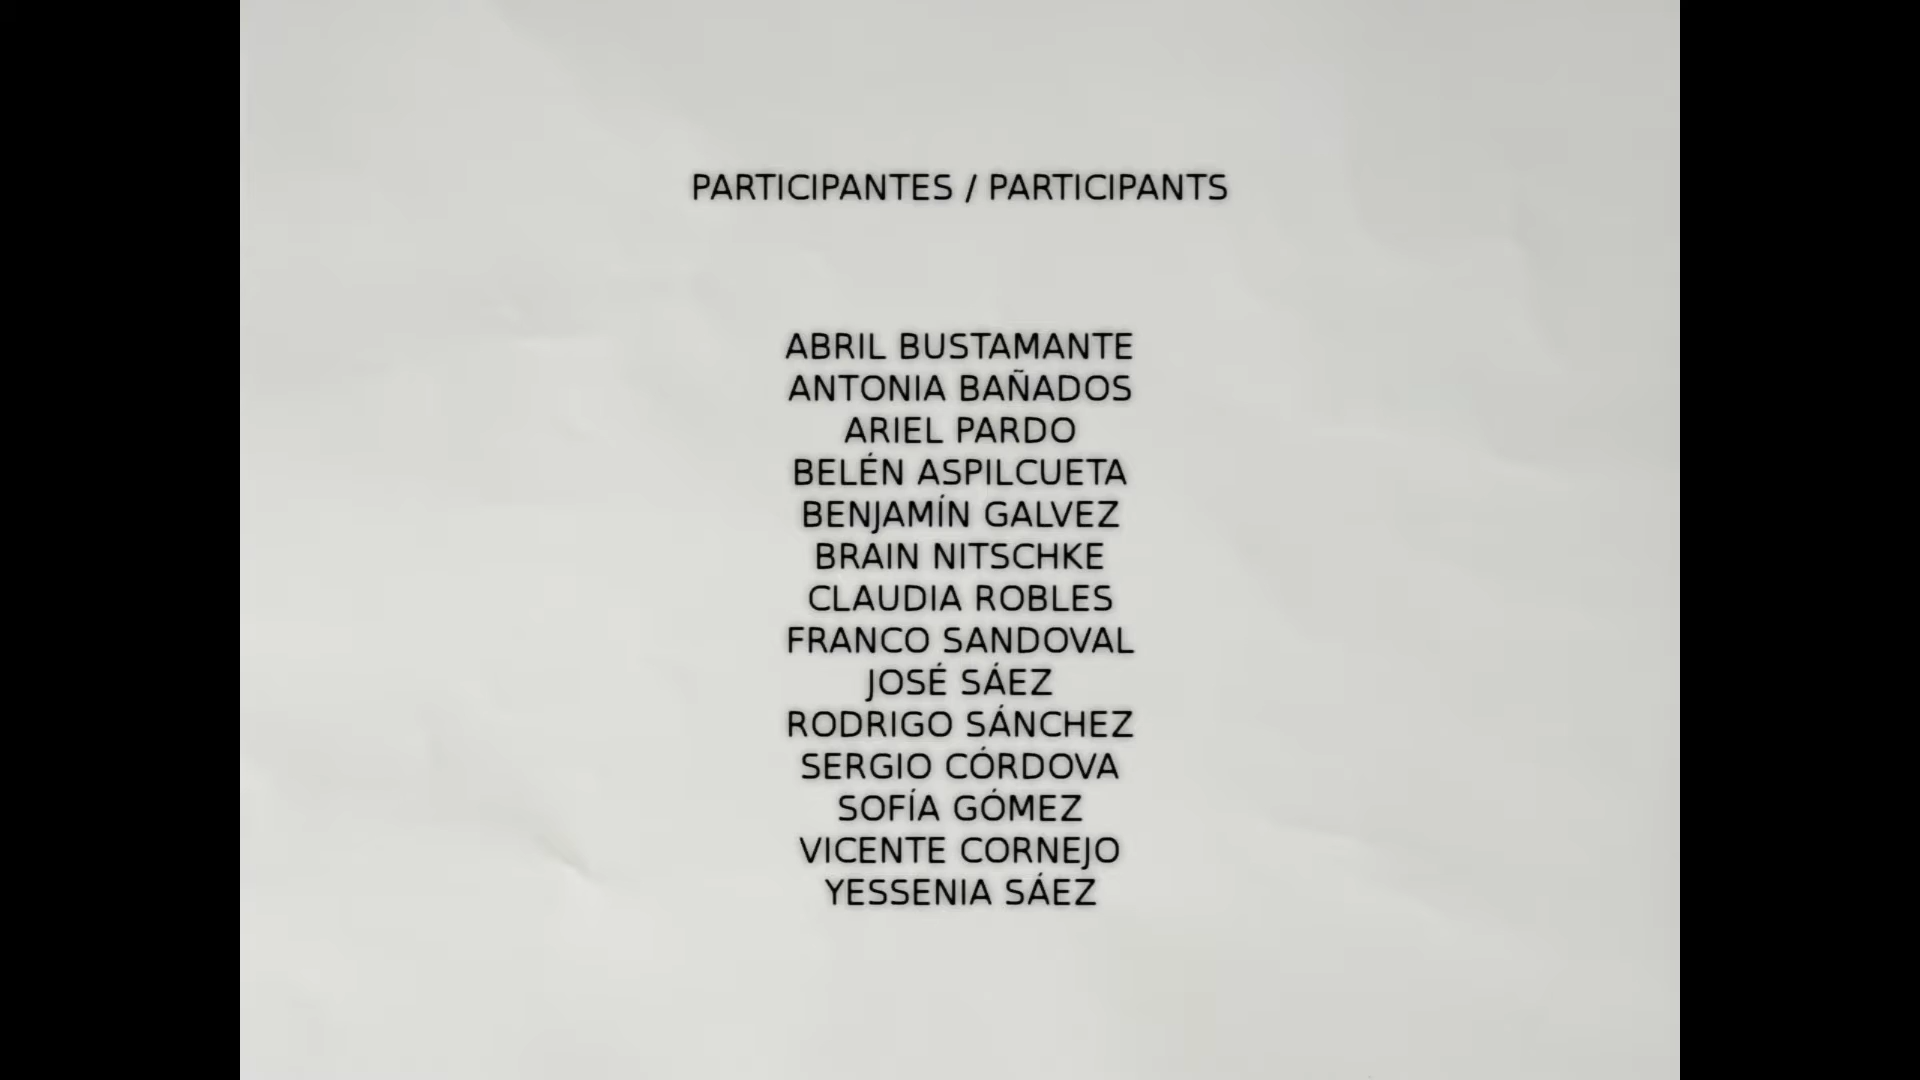 PARTICIPANTES / PARTICIPANTS
ABRIL BUSTAMANTE
ANTONIA BAÑADOS
ARIEL PARDO
BELÉN ASPILCUETA
BENJAMÍN GALVEZ
BRAIN NITSCHKE
CLAUDIA ROBLES
FRANCO SANDOVAL
JOSÉ SÁEZ
RODRIGO SÁNCHEZ
SERGIO CÓRDOVA
SOFÍA GÓMEZ
VICENTE CORNEJO
YESSENIA SÁEZ